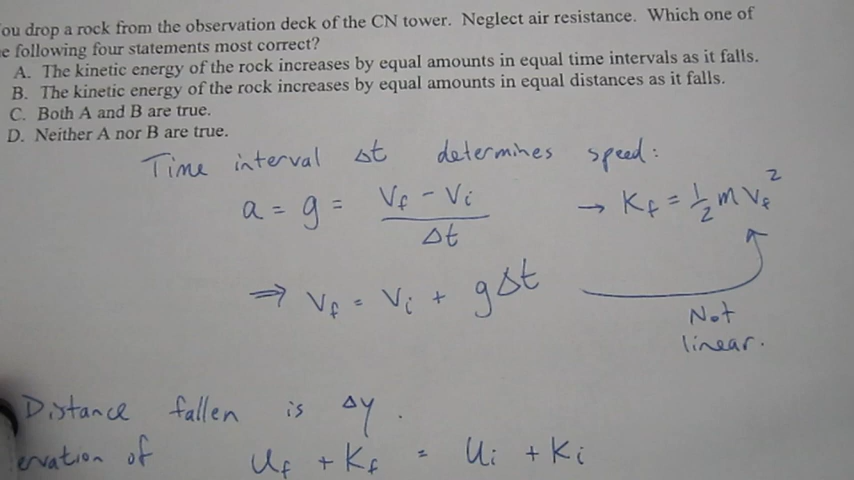 ou drop a rock from the observation deck of the CN tower. Neglect air resistance. Which one of
e following four statements most correct?
A. The kinetic energy of the rock increases by equal amounts in equal time intervals as it falls.
B. The kinetic energy of the rock increases by equal amounts in equal distances as it falls.
C. Both A and B are true.
D. Neither A nor B are true.
Time interval Δt determines speed:
a = g = (Vf - Vi) / Δt → Kf = 1/2 m Vf²
⇒ Vf = Vi + gΔt
Not
linear.
Distance fallen is Δy.
ervation of Uf + Kf = Ui + Ki